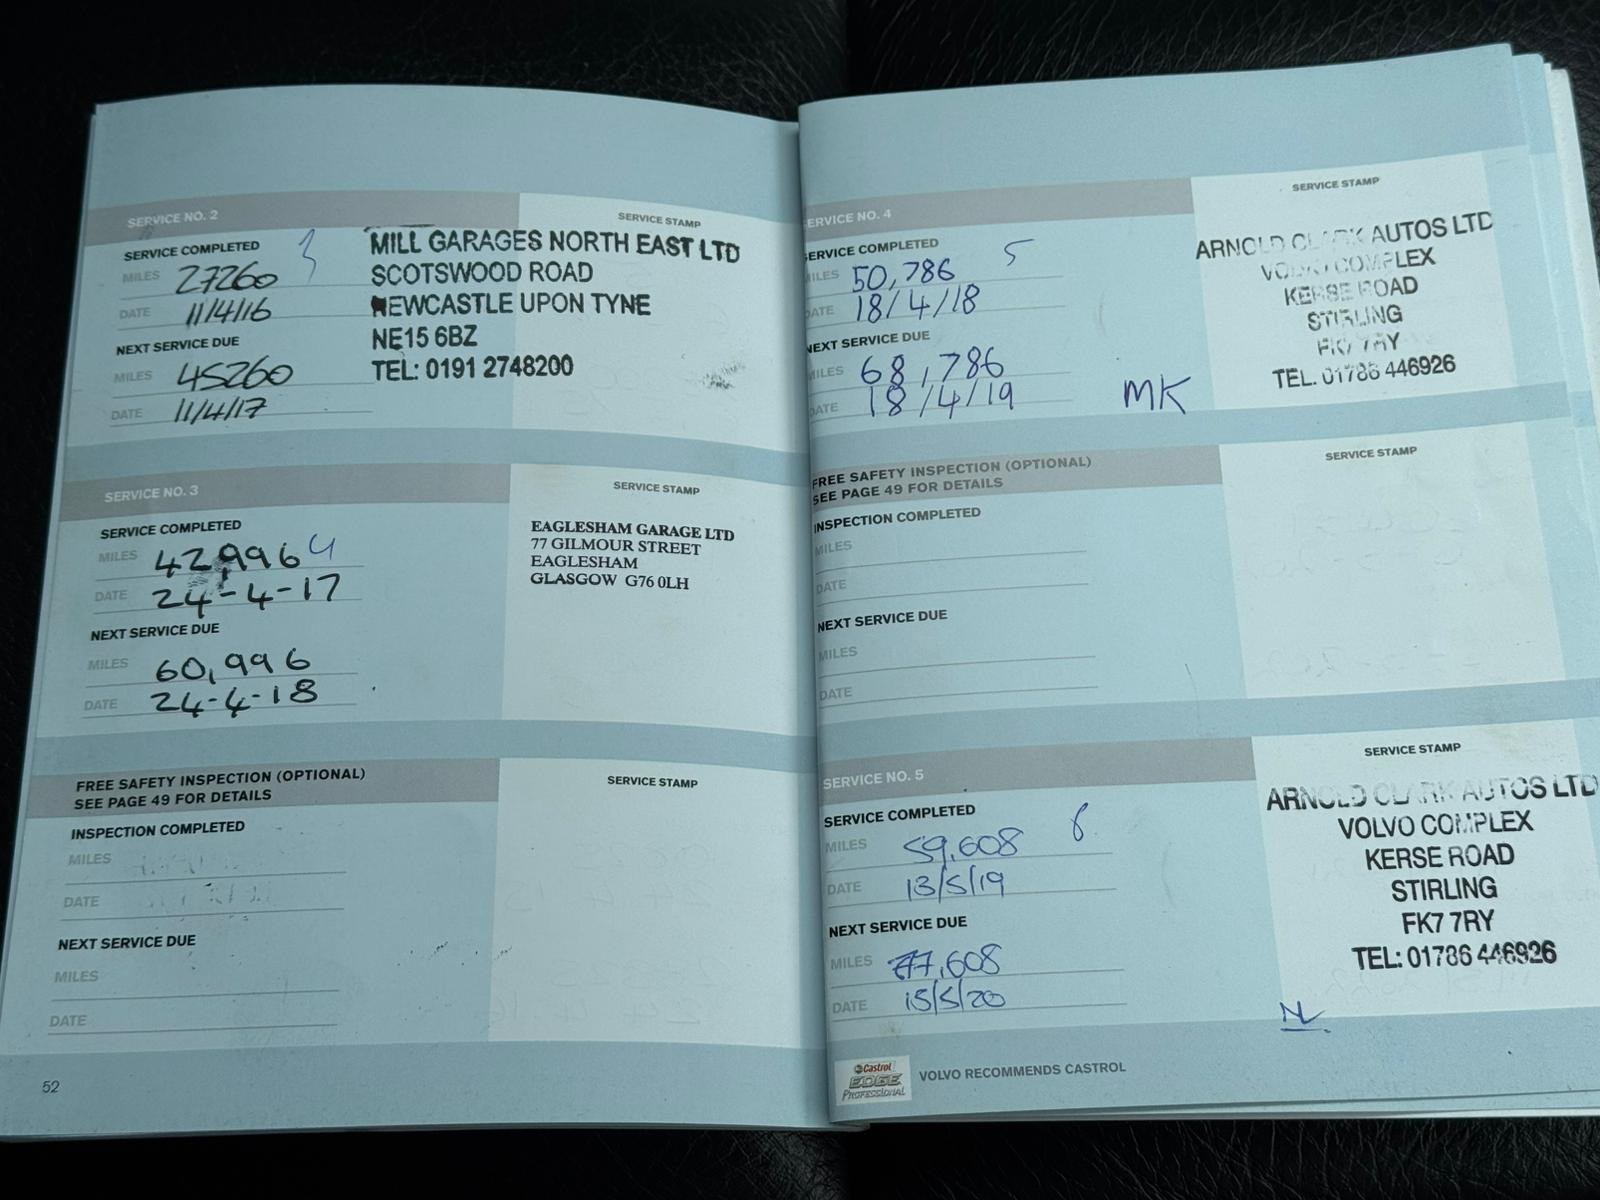 SERVICE NO. 2
SERVICE STAMP
SERVICE COMPLETED 3
MILES 27260
DATE 11/4/16
NEXT SERVICE DUE
MILES 45260
DATE 11/4/17
MILL GARAGES NORTH EAST LTD
SCOTSWOOD ROAD
NEWCASTLE UPON TYNE
NE15 6BZ
TEL: 0191 2748200
SERVICE NO. 3
SERVICE STAMP
SERVICE COMPLETED
MILES 42,996 4
DATE 24-4-17
NEXT SERVICE DUE
MILES 60,996
DATE 24-4-18
EAGLESHAM GARAGE LTD
77 GILMOUR STREET
EAGLESHAM
GLASGOW G76 0LH
FREE SAFETY INSPECTION (OPTIONAL)
SEE PAGE 49 FOR DETAILS
SERVICE STAMP
INSPECTION COMPLETED
MILES
DATE
NEXT SERVICE DUE
MILES
DATE
52
SERVICE NO. 4
SERVICE STAMP
SERVICE COMPLETED 5
MILES 50,786
DATE 18/4/18
NEXT SERVICE DUE
MILES 68,786
DATE 18/4/19
MK
ARNOLD CLARK AUTOS LTD
VOLVO COMPLEX
KERSE ROAD
STIRLING
FK7 7RY
TEL. 01786 446926
FREE SAFETY INSPECTION (OPTIONAL)
SEE PAGE 49 FOR DETAILS
SERVICE STAMP
INSPECTION COMPLETED
MILES
DATE
NEXT SERVICE DUE
MILES
DATE
SERVICE NO. 5
SERVICE STAMP
SERVICE COMPLETED 6
MILES 59,608
DATE 13/5/19
NEXT SERVICE DUE
MILES 77,608
DATE 15/5/20
ARNOLD CLARK AUTOS LTD
VOLVO COMPLEX
KERSE ROAD
STIRLING
FK7 7RY
TEL: 01786 446926
NL
Castrol
EDGE
PROFESSIONAL
VOLVO RECOMMENDS CASTROL